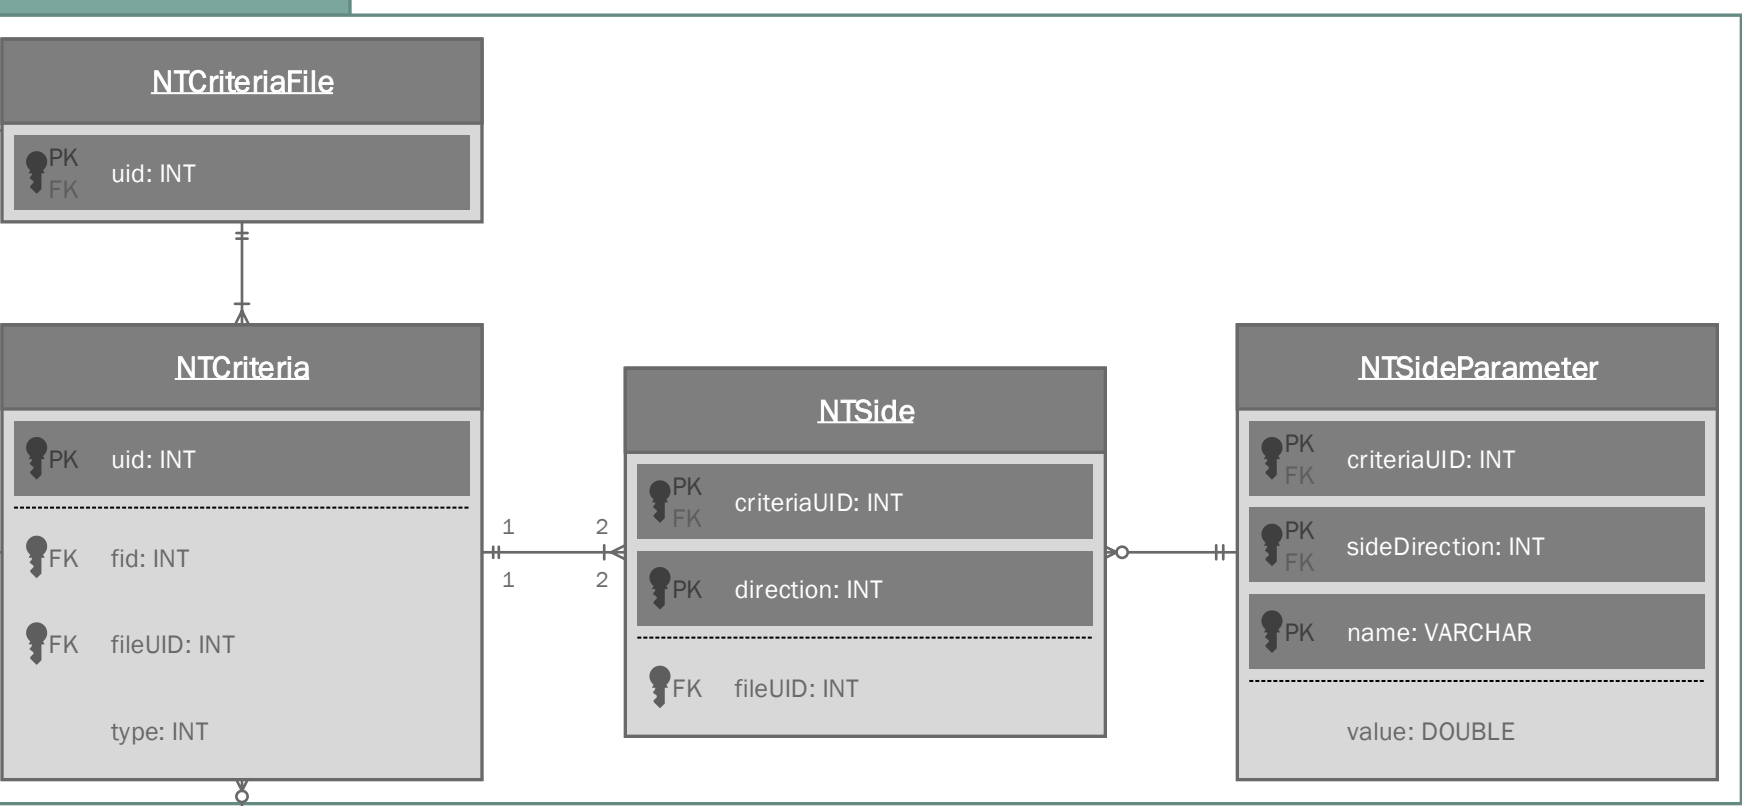 NTCriteriaFile
PK
FK
uid: INT
NTCriteria
PK
uid: INT
FK
fid: INT
FK
fileUID: INT
type: INT
1
2
1
2
NTSide
PK
FK
criteriaUID: INT
PK
direction: INT
FK
fileUID: INT
NTSideParameter
PK
FK
criteriaUID: INT
PK
FK
sideDirection: INT
PK
name: VARCHAR
value: DOUBLE